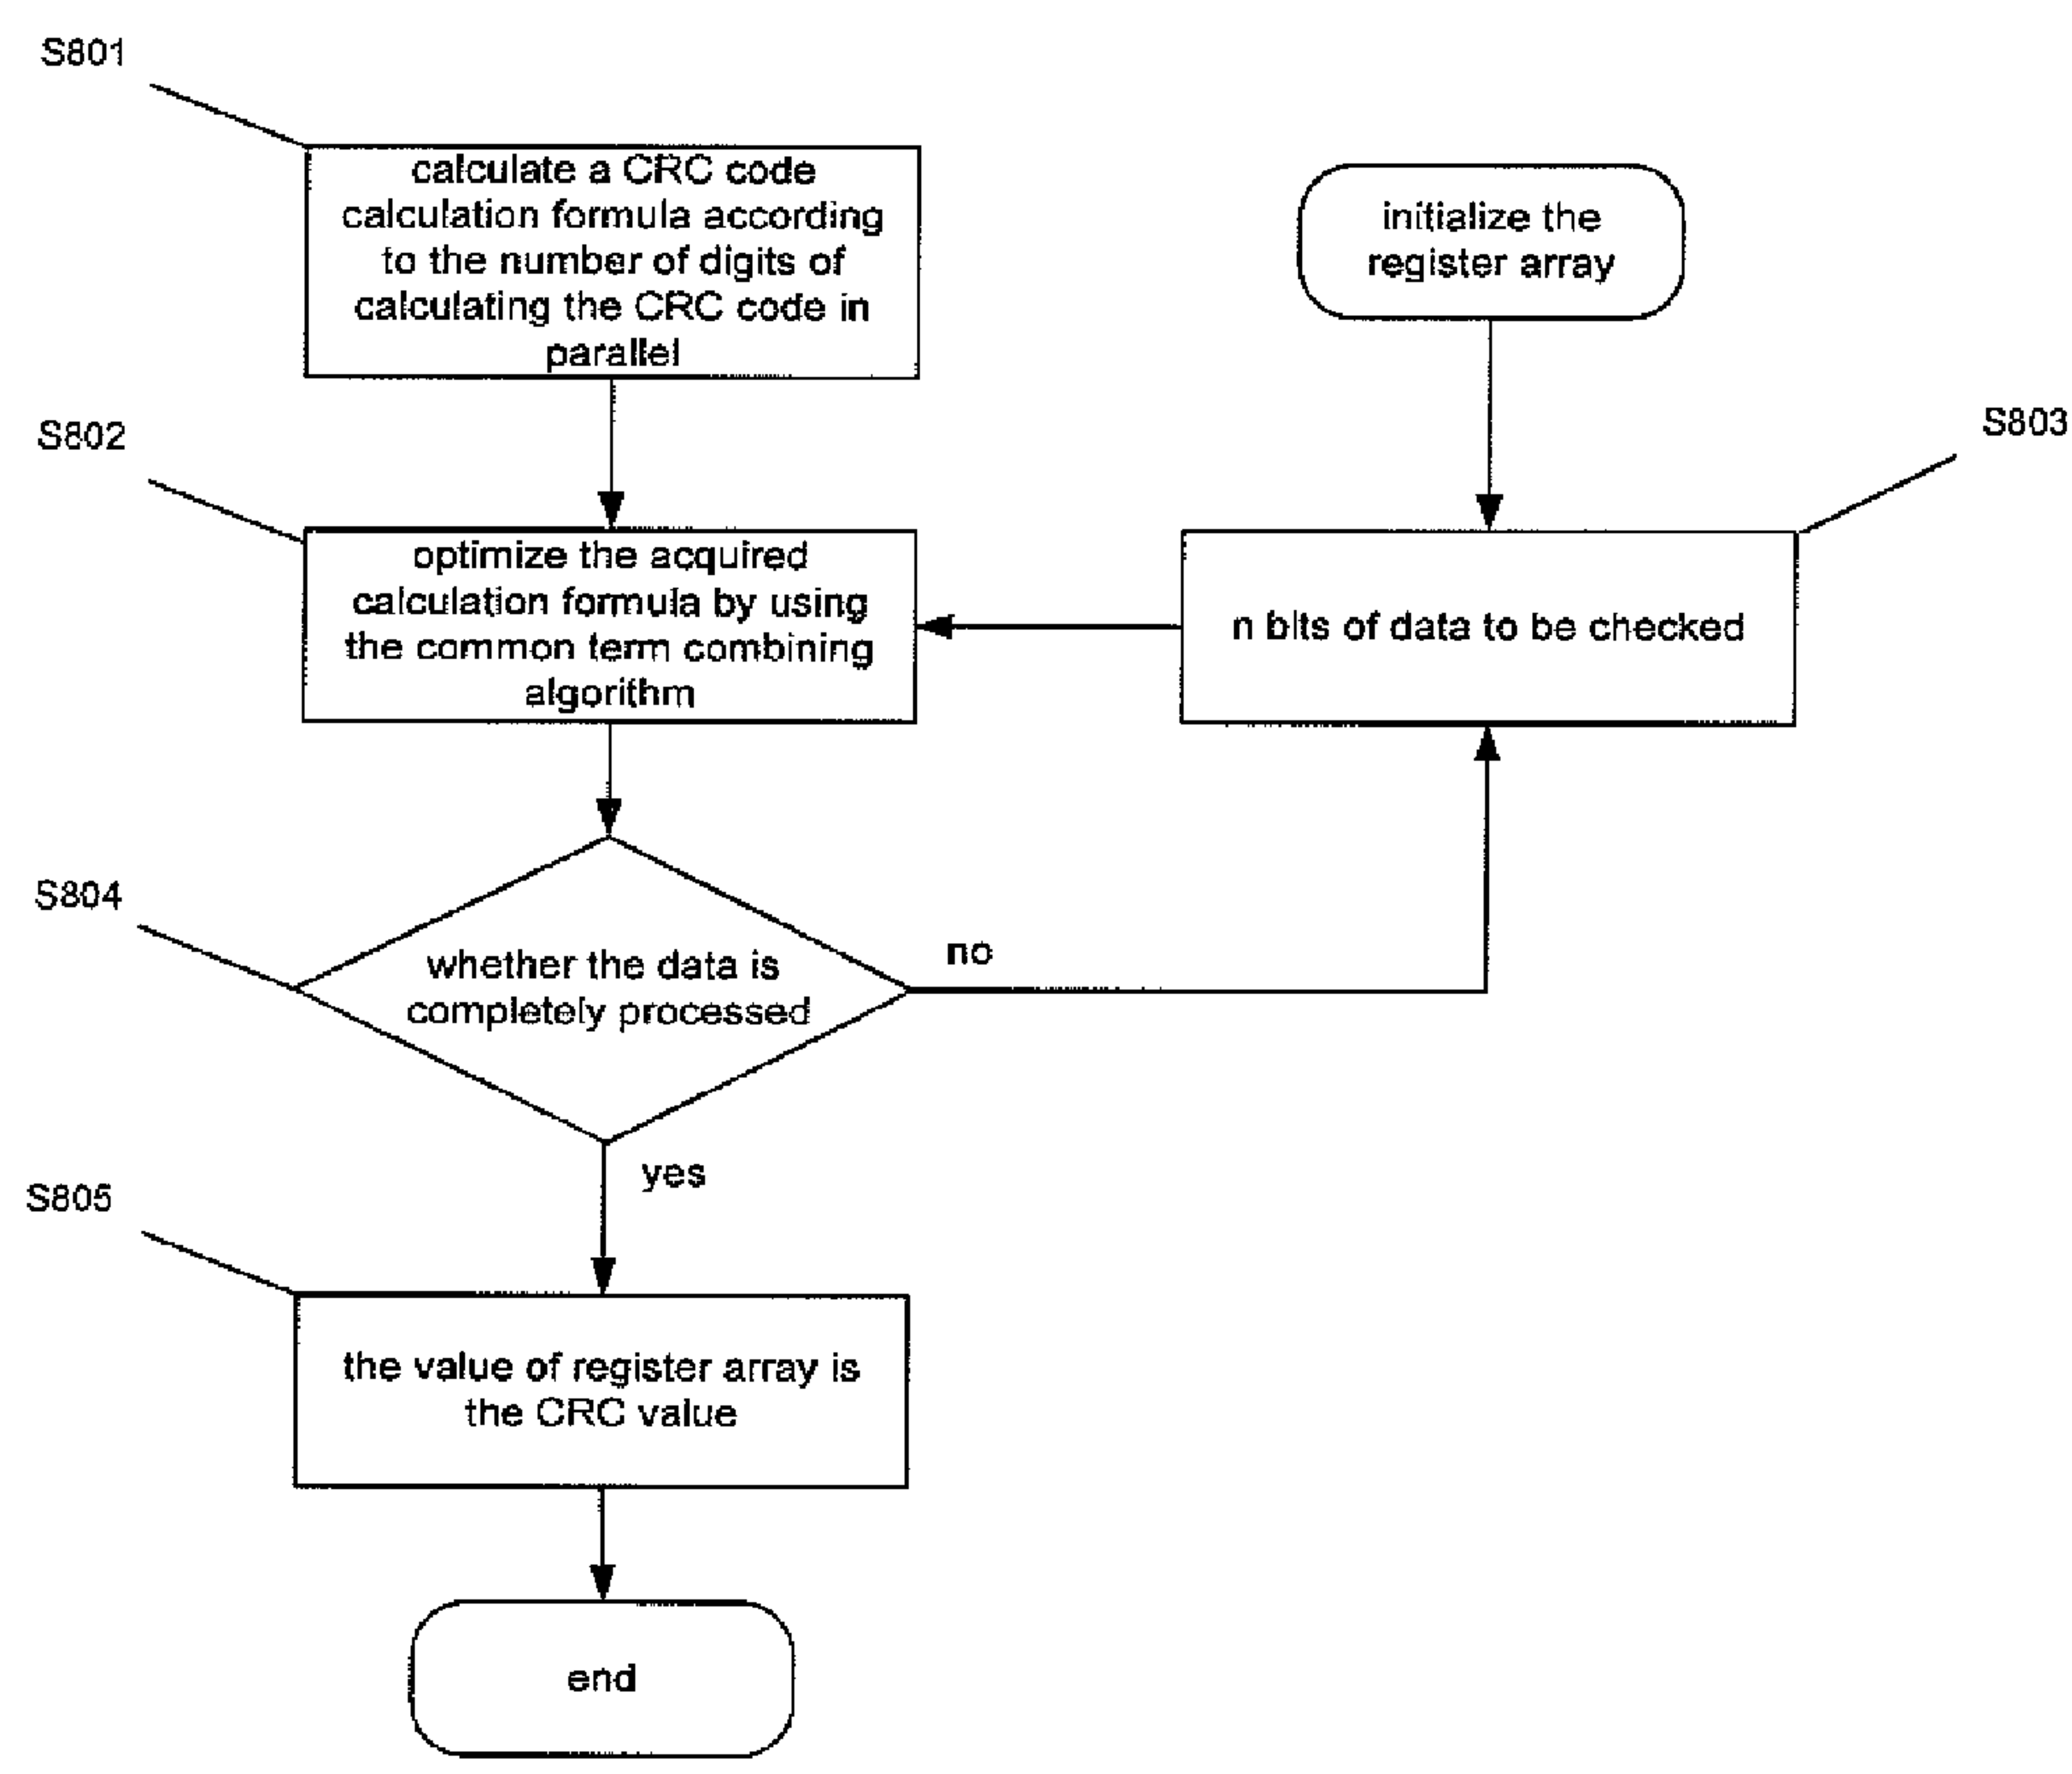 S801
calculate a CRC code
calculation formula according
to the number of digits of
calculating the CRC code in
parallel
initialize the
register array
S802
optimize the acquired
calculation formula by using
the common term combining
algorithm
S803
n bits of data to be checked
S804
whether the data is
completely processed
no
yes
S805
the value of register array is
the CRC value
end